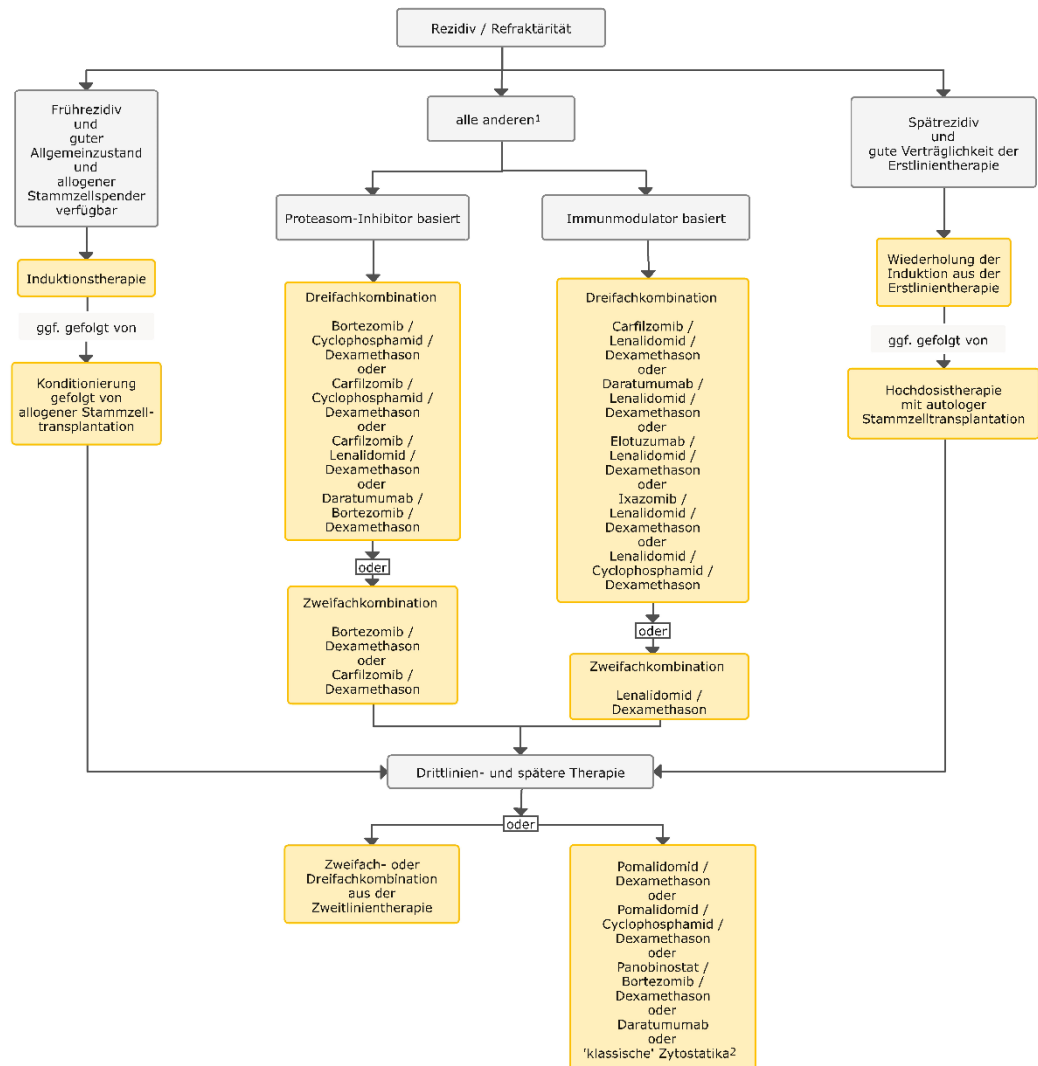 Rezidiv / Refraktärität
Frührezidiv
und
guter
Allgemeinzustand
und
allogener
Stammzellspender
verfügbar
alle anderen1
Spätrezidiv
und
gute Verträglichkeit der
Erstlinientherapie
Proteasom-Inhibitor basiert
Immunmodulator basiert
Induktionstherapie
ggf. gefolgt von
Konditionierung
gefolgt von
allogener Stammzell-
transplantation
Dreifachkombination
Bortezomib /
Cyclophosphamid /
Dexamethason
oder
Carfilzomib /
Cyclophosphamid /
Dexamethason
oder
Carfilzomib /
Lenalidomid /
Dexamethason
oder
Daratumumab /
Bortezomib /
Dexamethason
oder
Zweifachkombination
Bortezomib /
Dexamethason
oder
Carfilzomib /
Dexamethason
Dreifachkombination
Carfilzomib /
Lenalidomid /
Dexamethason
oder
Daratumumab /
Lenalidomid /
Dexamethason
oder
Elotuzumab /
Lenalidomid /
Dexamethason
oder
Ixazomib /
Lenalidomid /
Dexamethason
oder
Lenalidomid /
Cyclophosphamid /
Dexamethason
oder
Zweifachkombination
Lenalidomid /
Dexamethason
Wiederholung der
Induktion aus der
Erstlinientherapie
ggf. gefolgt von
Hochdosistherapie
mit autologer
Stammzelltransplantation
Drittlinien- und spätere Therapie
oder
Zweifach- oder
Dreifachkombination
aus der
Zweitlinientherapie
Pomalidomid /
Dexamethason
oder
Pomalidomid /
Cyclophosphamid /
Dexamethason
oder
Panobinostat /
Bortezomib /
Dexamethason
oder
Daratumumab
oder
'klassische' Zytostatika2